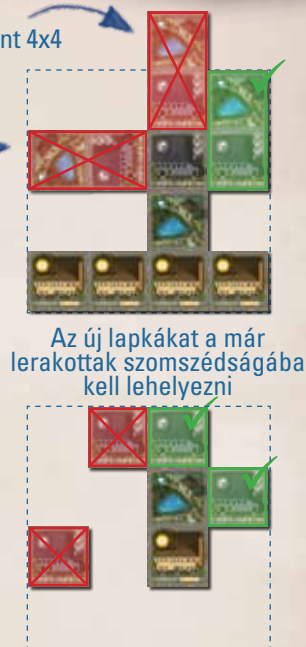 nt 4x4
Az új lapkákat a már
lerakottak szomszédságába
kell lehelyezni